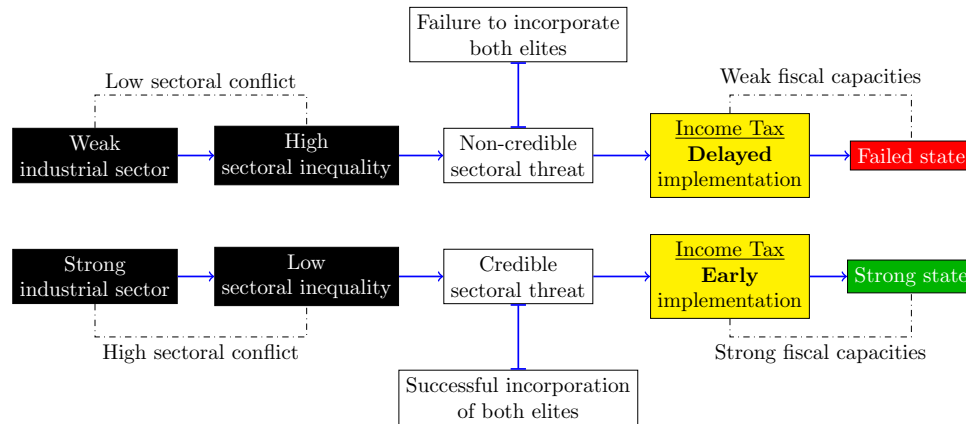 Failure to incorporate
both elites
Low sectoral conflict
Weak fiscal capacities
Weak
industrial sector
High
sectoral inequality
Non-credible
sectoral threat
Income Tax
Delayed
implementation
Failed state
Strong
industrial sector
Low
sectoral inequality
Credible
sectoral threat
Income Tax
Early
implementation
Strong state
High sectoral conflict
Strong fiscal capacities
Successful incorporation
of both elites